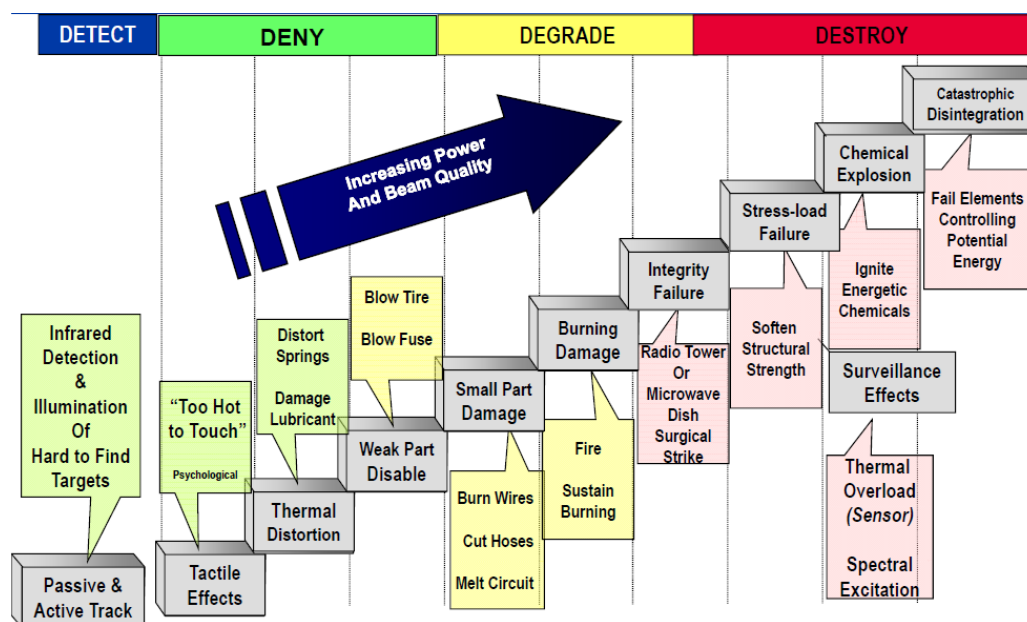 DETECT
DENY
DEGRADE
DESTROY
Increasing Power
And Beam Quality
Infrared
Detection
&
Illumination
Of
Hard to Find
Targets
Passive &
Active Track
“Too Hot
to Touch”
Psychological
Tactile
Effects
Distort
Springs
Damage
Lubricant
Thermal
Distortion
Blow Tire
Blow Fuse
Weak Part
Disable
Small Part
Damage
Burn Wires
Cut Hoses
Melt Circuit
Burning
Damage
Fire
Sustain
Burning
Integrity
Failure
Radio Tower
Or
Microwave
Dish
Surgical
Strike
Stress-load
Failure
Soften
Structural
Strength
Chemical
Explosion
Ignite
Energetic
Chemicals
Catastrophic
Disintegration
Fail Elements
Controlling
Potential
Energy
Surveillance
Effects
Thermal
Overload
(Sensor)
Spectral
Excitation